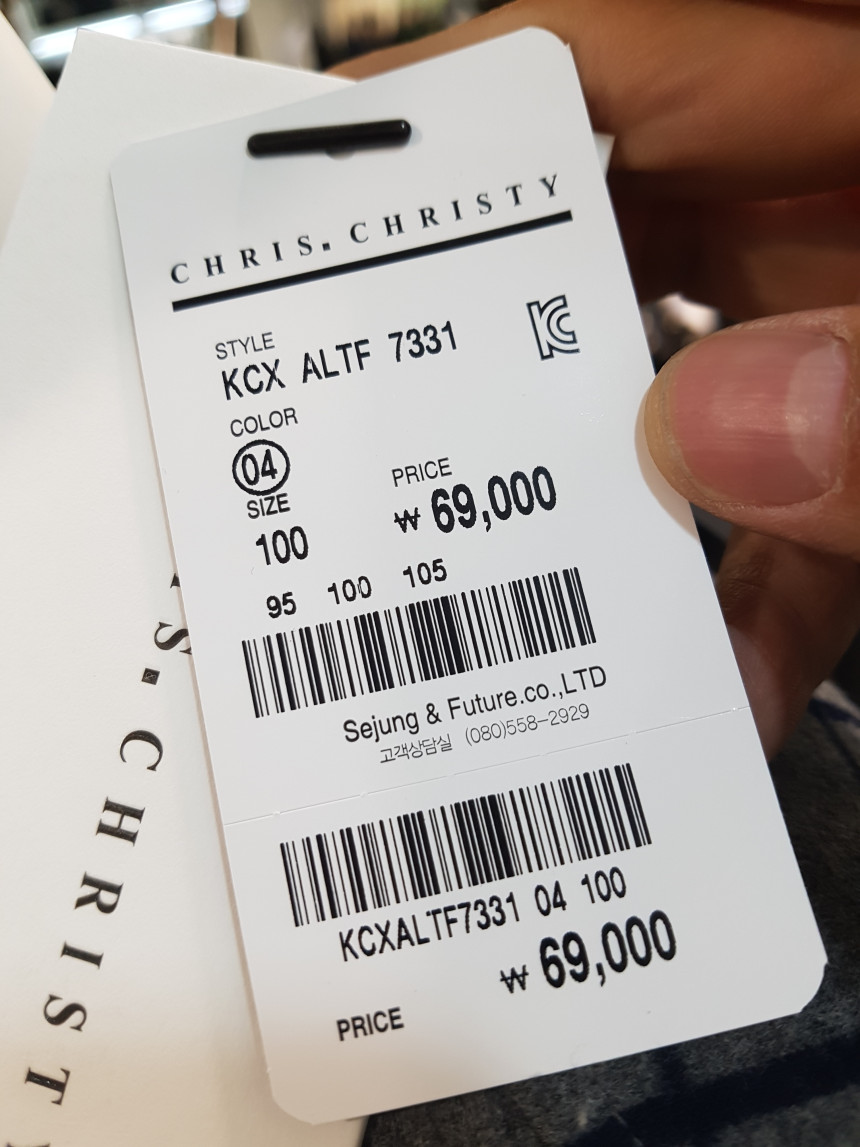 CHRIS.CHRISTY
STYLE
KCX ALTF 7331
KC
COLOR
04
SIZE
100
PRICE
₩ 69,000
95 100 105
Sejung & Future.co.,LTD
고객상담실 (080)558-2929
KCXALTF7331 04 100
₩ 69,000
PRICE
S.CHRISTY